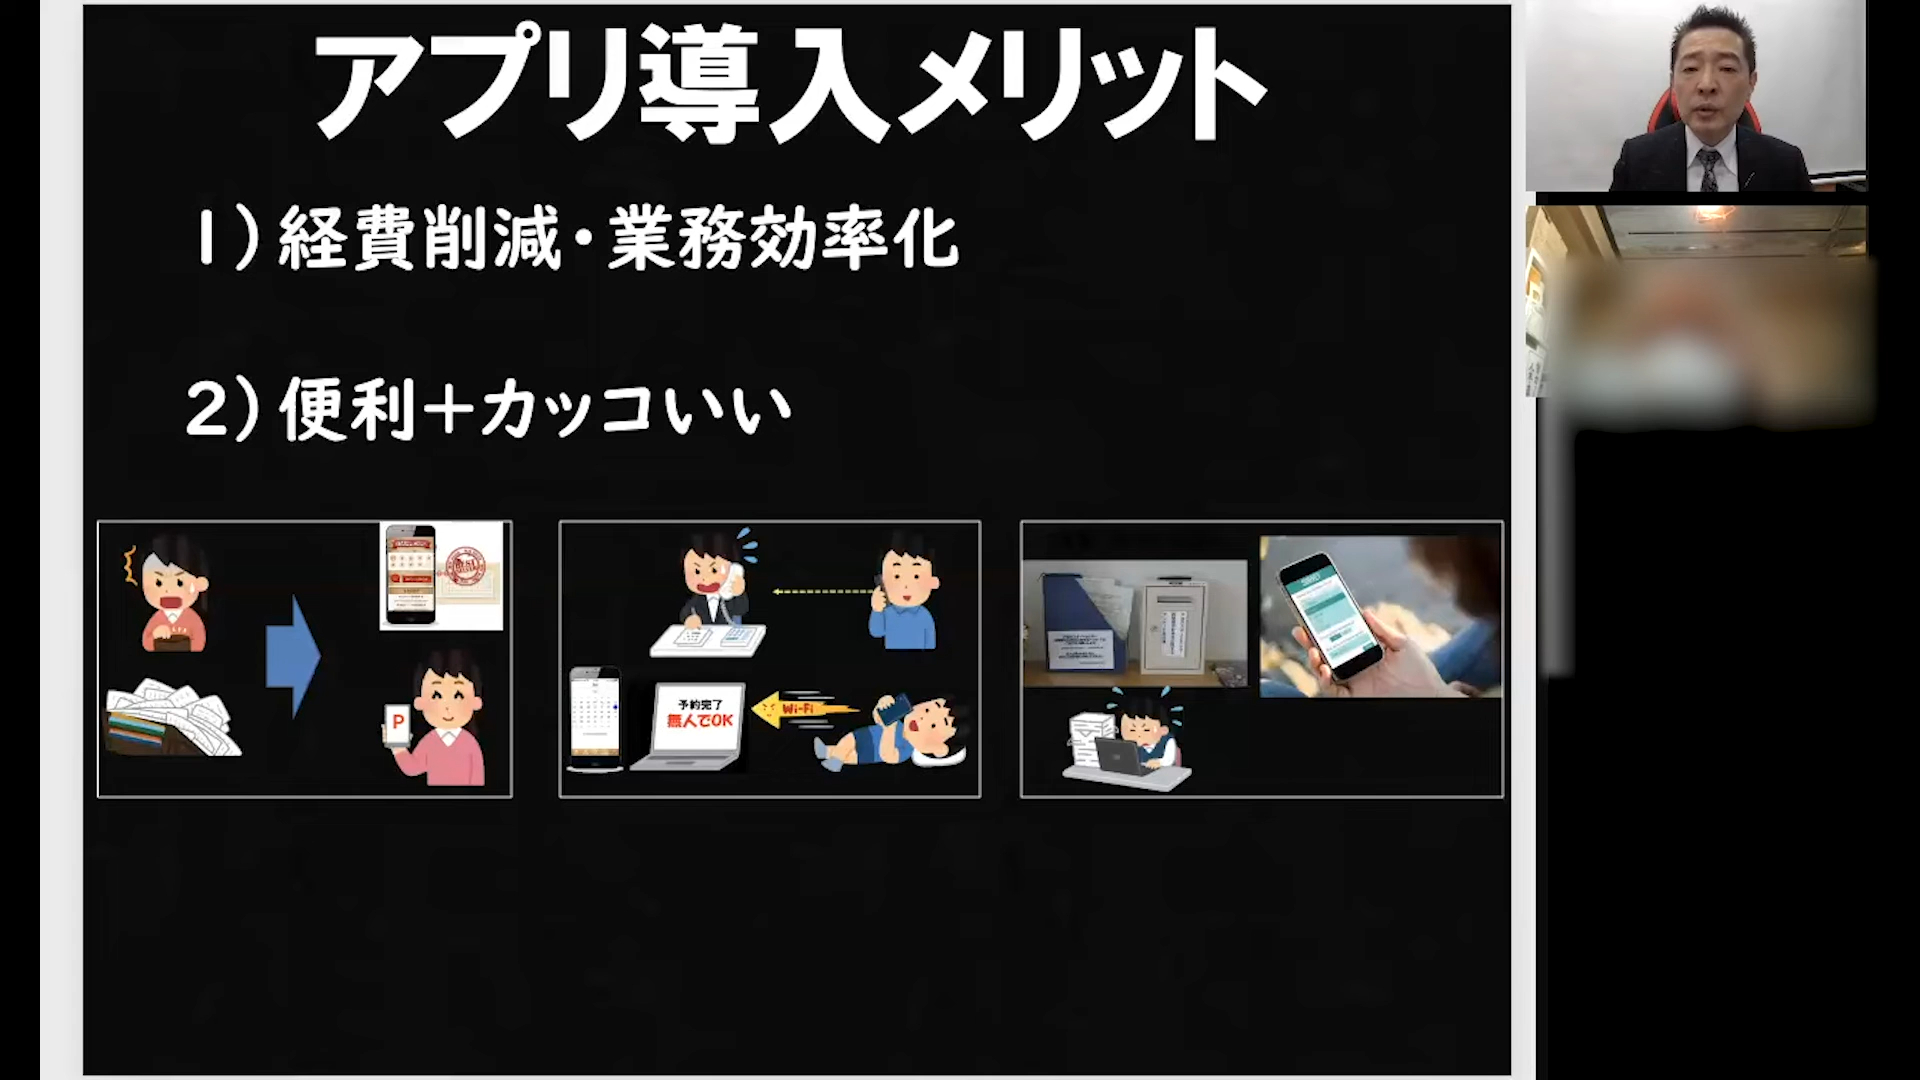 アプリ導入メリット
1）経費削減・業務効率化
2）便利＋カッコいい
P
予約完了
無人でOK
Wi-Fi